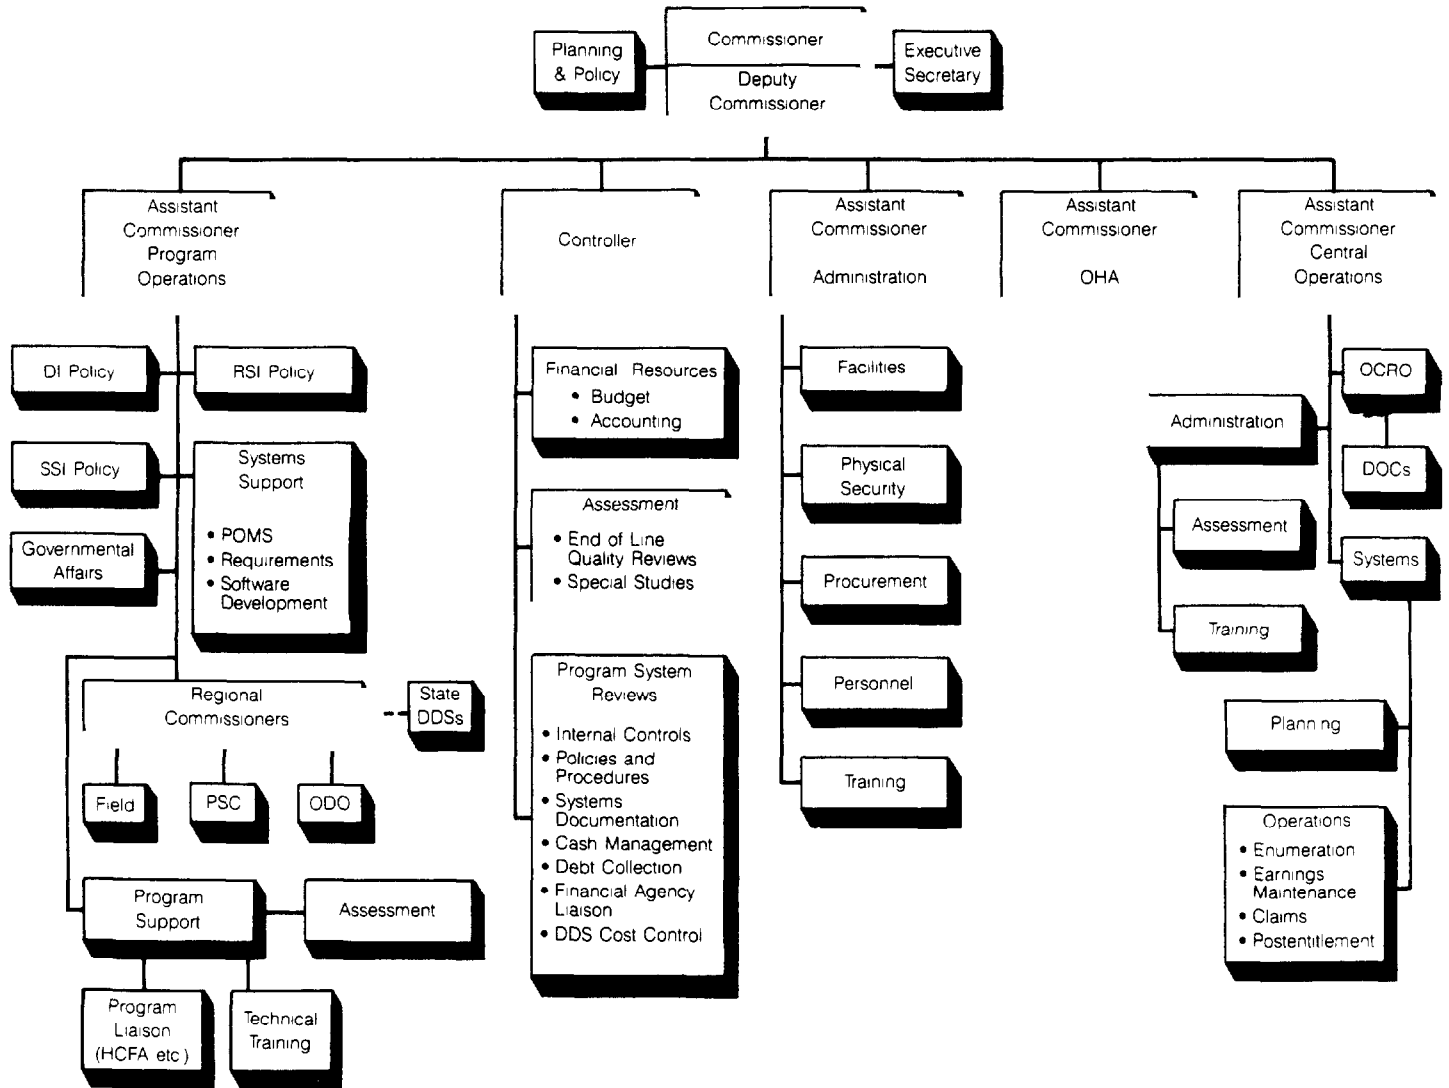 Planning
& Policy
Commissioner
Deputy
Commissioner
Executive
Secretary
Assistant
Commissioner
Program
Operations
Controller
Assistant
Commissioner
Administration
Assistant
Commissioner
OHA
Assistant
Commissioner
Central
Operations
DI Policy
RSI Policy
SSI Policy
Systems
Support
• POMS
• Requirements
• Software
Development
Governmental
Affairs
Regional
Commissioners
State
DDSs
Field
PSC
ODO
Program
Support
Assessment
Program
Liaison
(HCFA etc)
Technical
Training
Financial Resources
• Budget
• Accounting
Assessment
• End of Line
Quality Reviews
• Special Studies
Program System
Reviews
• Internal Controls
• Policies and
Procedures
• Systems
Documentation
• Cash Management
• Debt Collection
• Financial Agency
Liaison
• DDS Cost Control
Facilities
Physical
Security
Procurement
Personnel
Training
OCRO
Administration
DOCs
Assessment
Systems
Training
Planning
Operations
• Enumeration
• Earnings
Maintenance
• Claims
• Postentitlement